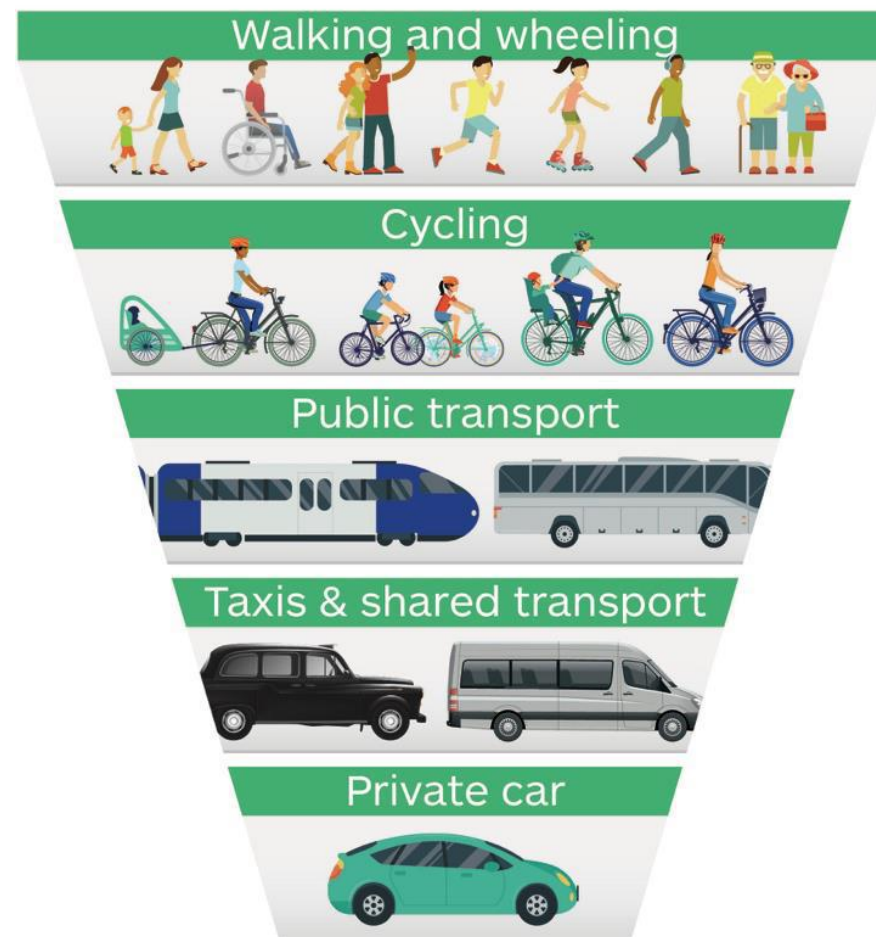 Walking and wheeling
Cycling
Public transport
Taxis & shared transport
Private car